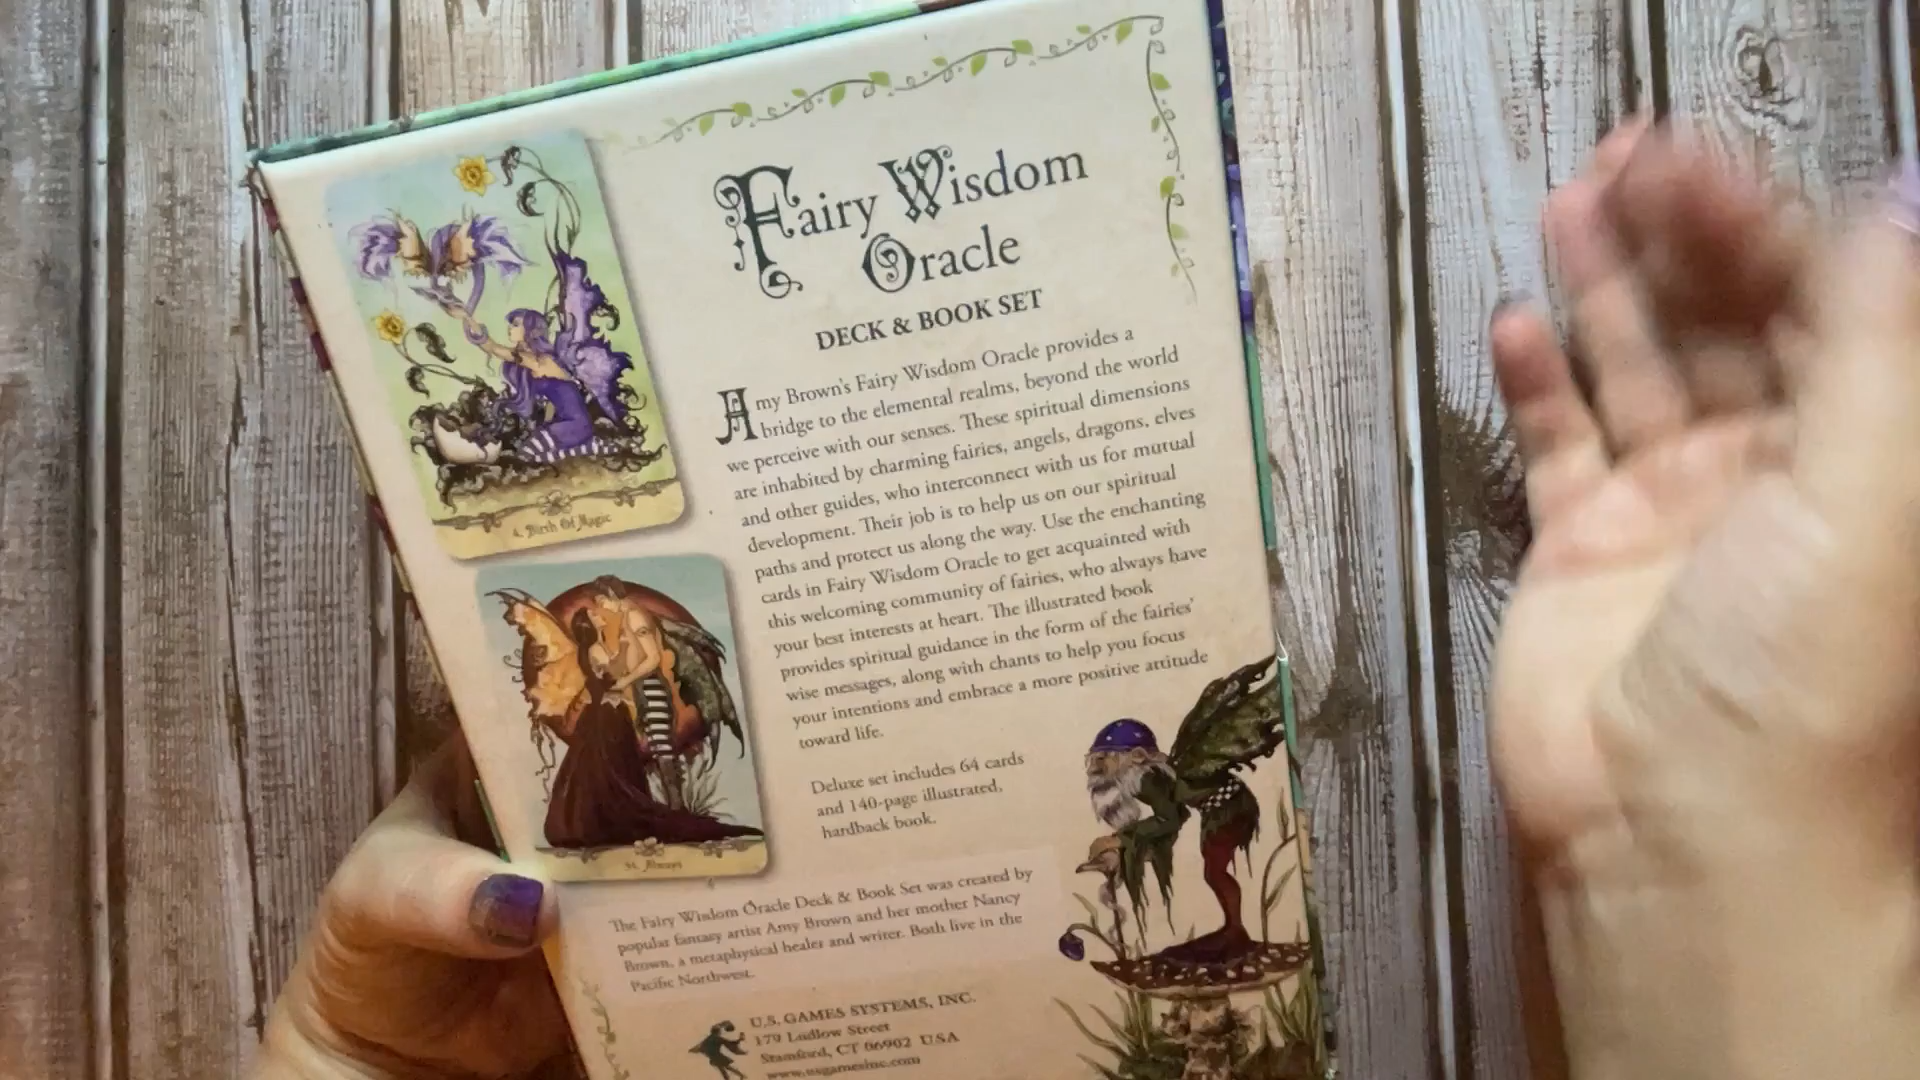 Fairy Wisdom
Oracle
DECK & BOOK SET
Amy Brown's Fairy Wisdom Oracle provides a
bridge to the elemental realms, beyond the world
we perceive with our senses. These spiritual dimensions
are inhabited by charming fairies, angels, dragons, elves
and other guides, who interconnect with us for mutual
development. Their job is to help us on our spiritual
paths and protect us along the way. Use the enchanting
cards in Fairy Wisdom Oracle to get acquainted with
this welcoming community of fairies, who always have
your best interests at heart. The illustrated book
provides spiritual guidance in the form of the fairies'
wise messages, along with chants to help you focus
your intentions and embrace a more positive attitude
toward life.
Deluxe set includes 64 cards
and 140-page illustrated,
hardback book.
The Fairy Wisdom Oracle Deck & Book Set was created by
popular fantasy artist Amy Brown and her mother Nancy
Brown, a metaphysical healer and writer. Both live in the
Pacific Northwest.
U.S. GAMES SYSTEMS, INC.
179 Ludlow Street
Stamford, CT 06902 USA
www.usgamesinc.com
4. Birth Of Magic
Always